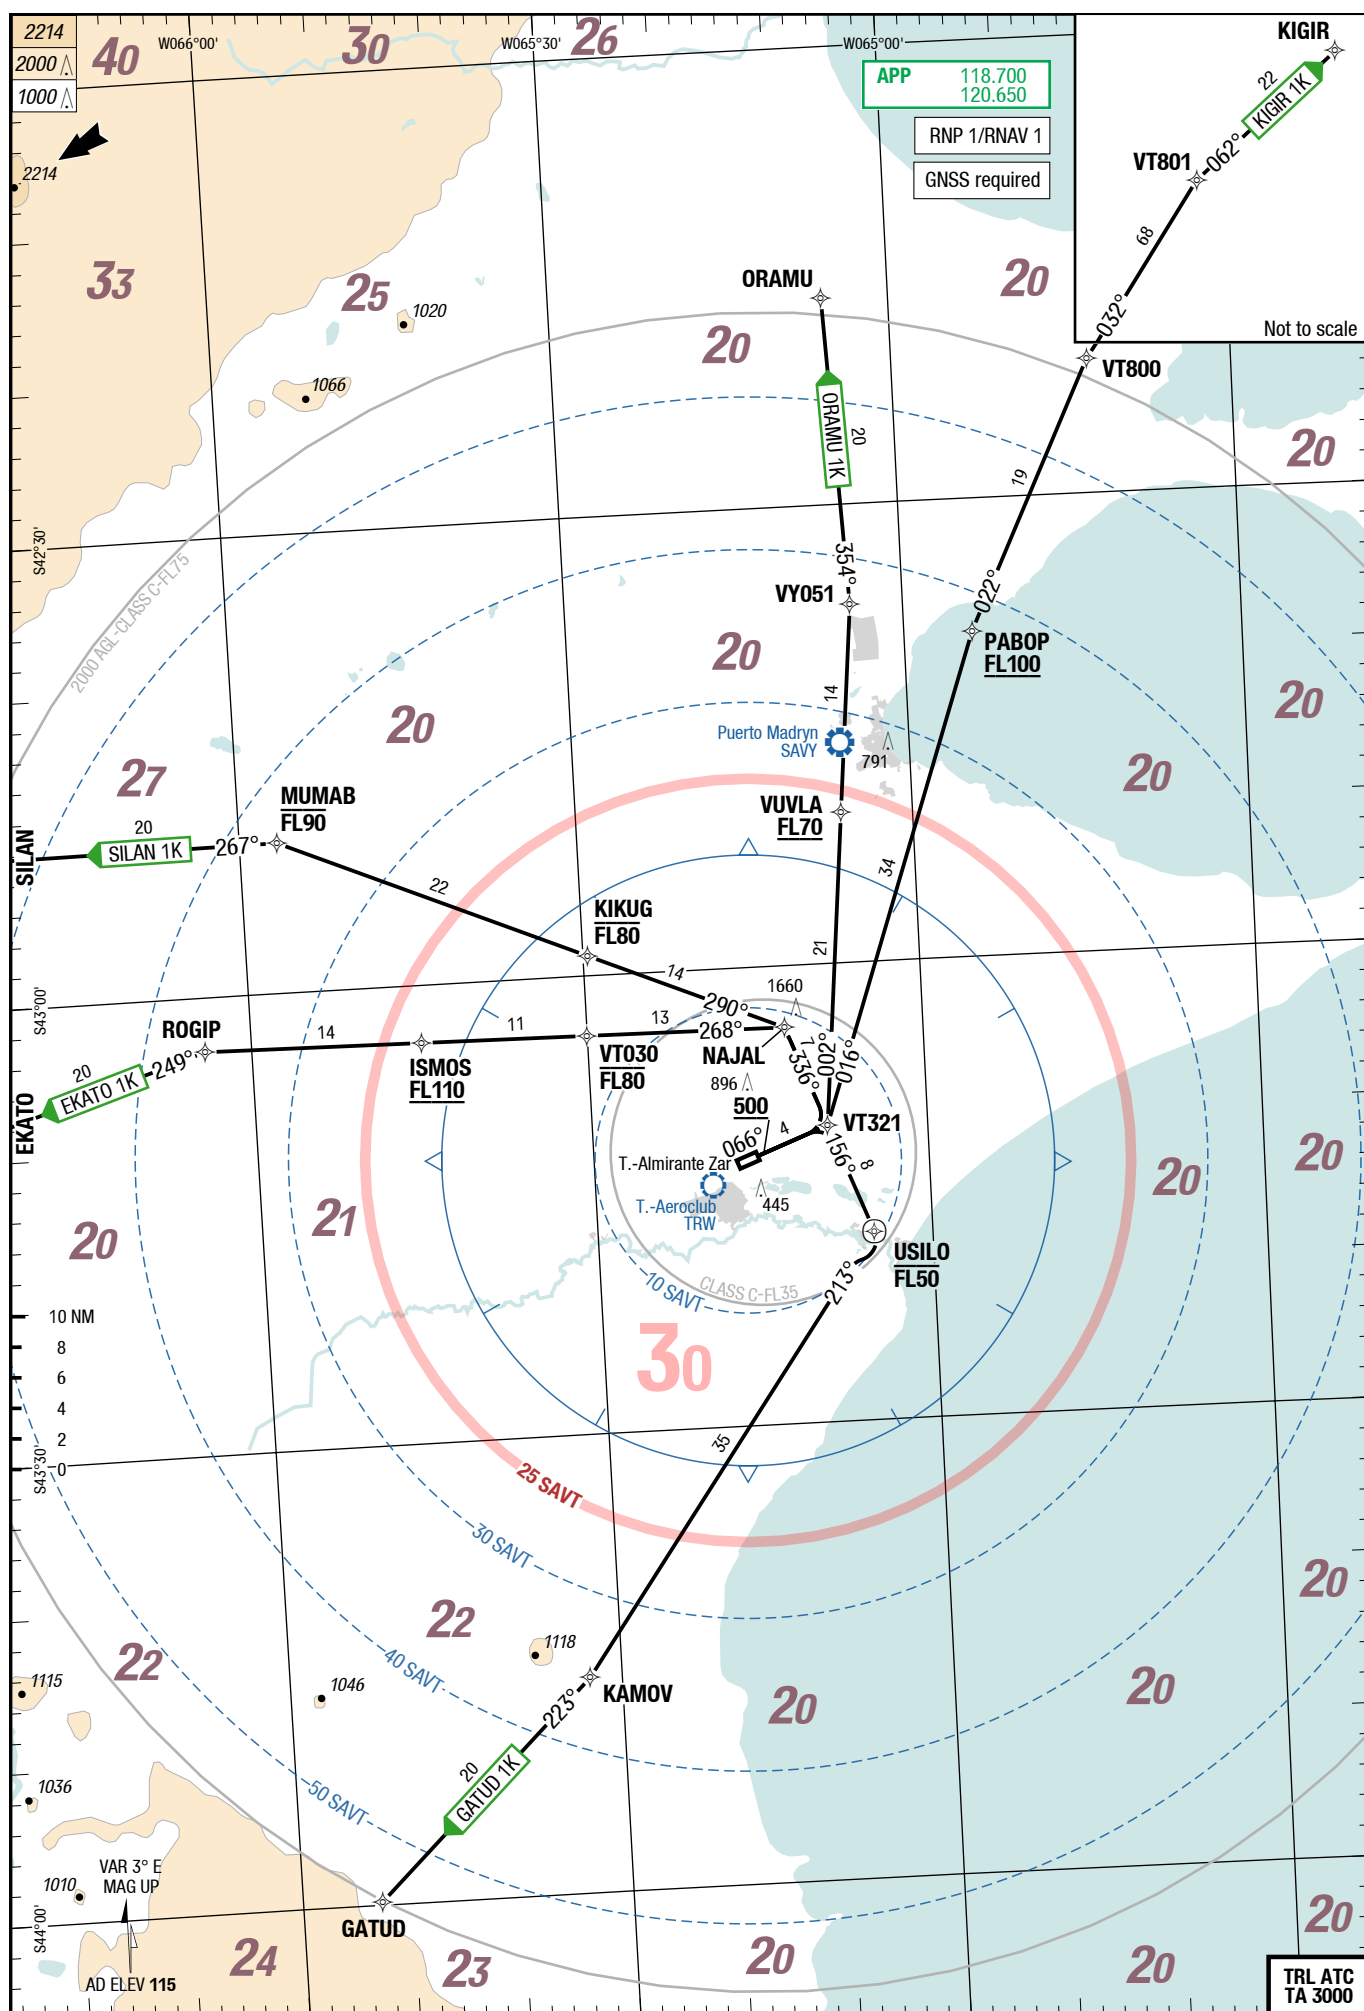 2214
2000
1000
40
30
26
W066°00'
W065°30'
W065°00'
APP 118.700
120.650
RNP 1/RNAV 1
GNSS required
KIGIR
22
KIGIR 1K
062°
VT801
68
032°
Not to scale
VT800
2214
33
25
1020
1066
20
20
20
ORAMU
ORAMU 1K
20
354°
VY051
19
022°
PABOP
FL100
S42°30'
2000 AGL-CLASS C-FL75
20
20
20
20
14
Puerto Madryn
SAVY
791
27
MUMAB
FL90
VUVLA
FL70
SILAN
20
SILAN 1K
267°
22
34
KIKUG
FL80
21
14
290°
1660
S43°00'
ROGIP
14
11
13
268°
NAJAL
7
336°
002°
016°
EKATO
20
EKATO 1K
249°
ISMOS
FL110
VT030
FL80
896
500
066°
4
VT321
156°
8
T.-Almirante Zar
T.-Aeroclub
TRW
445
20
20
21
20
USILO
FL50
213°
CLASS C-FL35
10 SAVT
30
10 NM
8
6
4
2
0
S43°30'
35
25 SAVT
30 SAVT
20
22
1118
22
40 SAVT
1115
1046
KAMOV
223°
20
20
20
GATUD 1K
50 SAVT
1036
VAR 3° E
MAG UP
1010
S44°00'
GATUD
20
24
23
20
20
AD ELEV 115
TRL ATC
TA 3000